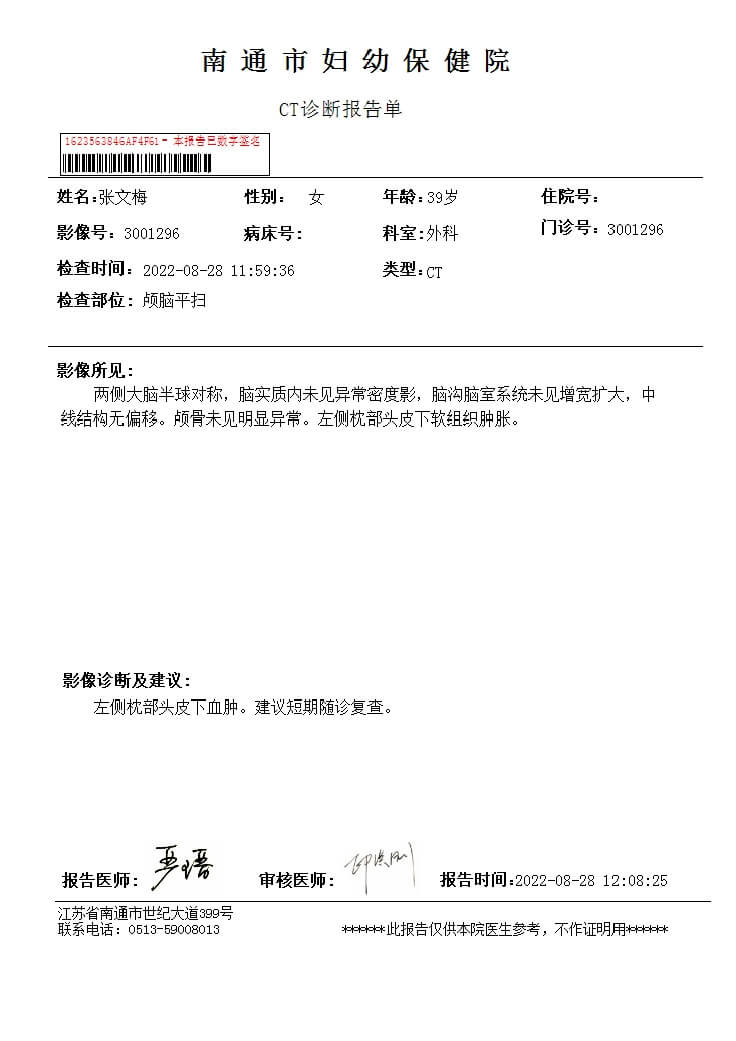 南通市妇幼保健院
CT诊断报告单
1623563846AF4F61- 本报告已数字签名
姓名:张文梅 性别: 女 年龄:39岁 住院号:
影像号: 3001296 病床号: 科室:外科 门诊号: 3001296
检查时间: 2022-08-28 11:59:36 类型:CT
检查部位: 颅脑平扫
影像所见:
两侧大脑半球对称，脑实质内未见异常密度影，脑沟脑室系统未见增宽扩大，中
线结构无偏移。颅骨未见明显异常。左侧枕部头皮下软组织肿胀。
影像诊断及建议:
左侧枕部头皮下血肿。建议短期随诊复查。
报告医师: 审核医师: 报告时间:2022-08-28 12:08:25
江苏省南通市世纪大道399号
联系电话: 0513-59008013 ******此报告仅供本院医生参考，不作证明用******